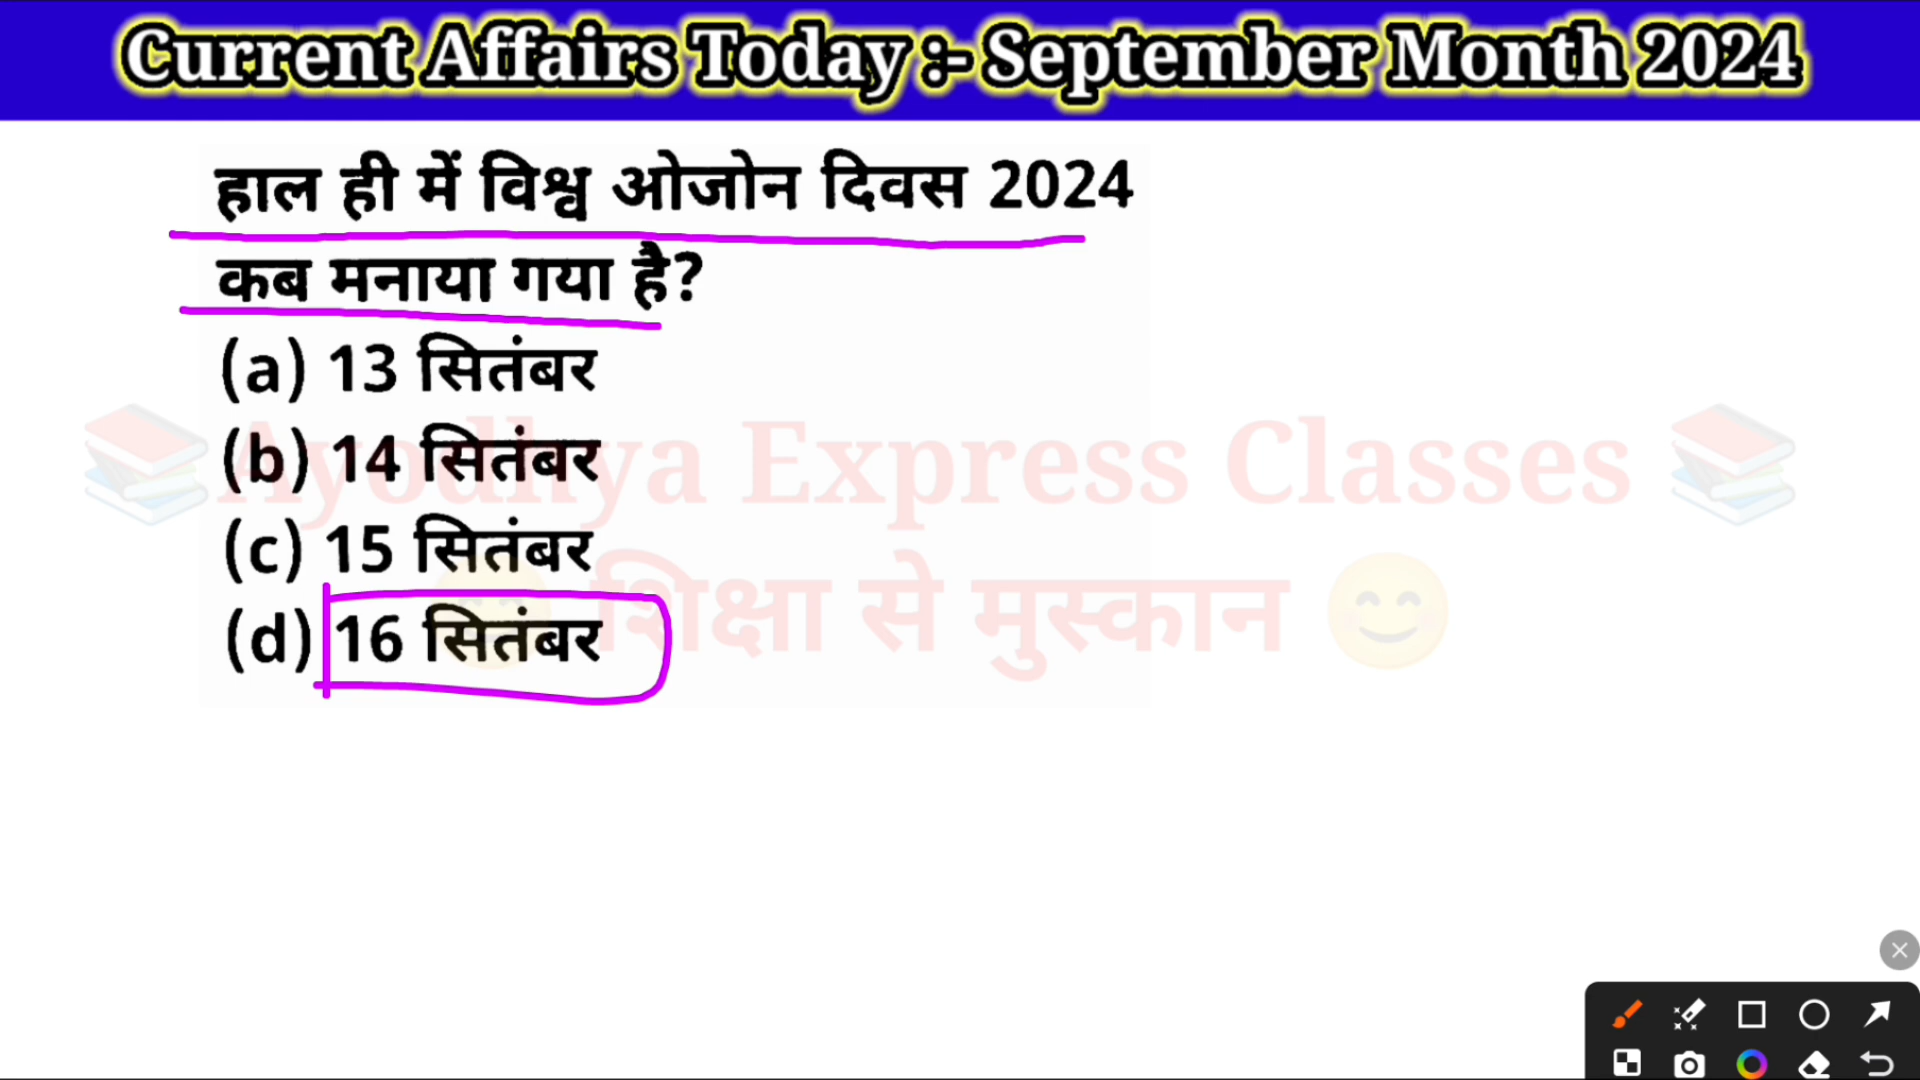 Current Affairs Today :- September Month 2024
हाल ही में विश्व ओजोन दिवस 2024
कब मनाया गया है?
(a) 13 सितंबर
(b) 14 सितंबर
(c) 15 सितंबर
(d) 16 सितंबर
Ayodhya Express Classes
शिक्षा से मुस्कान